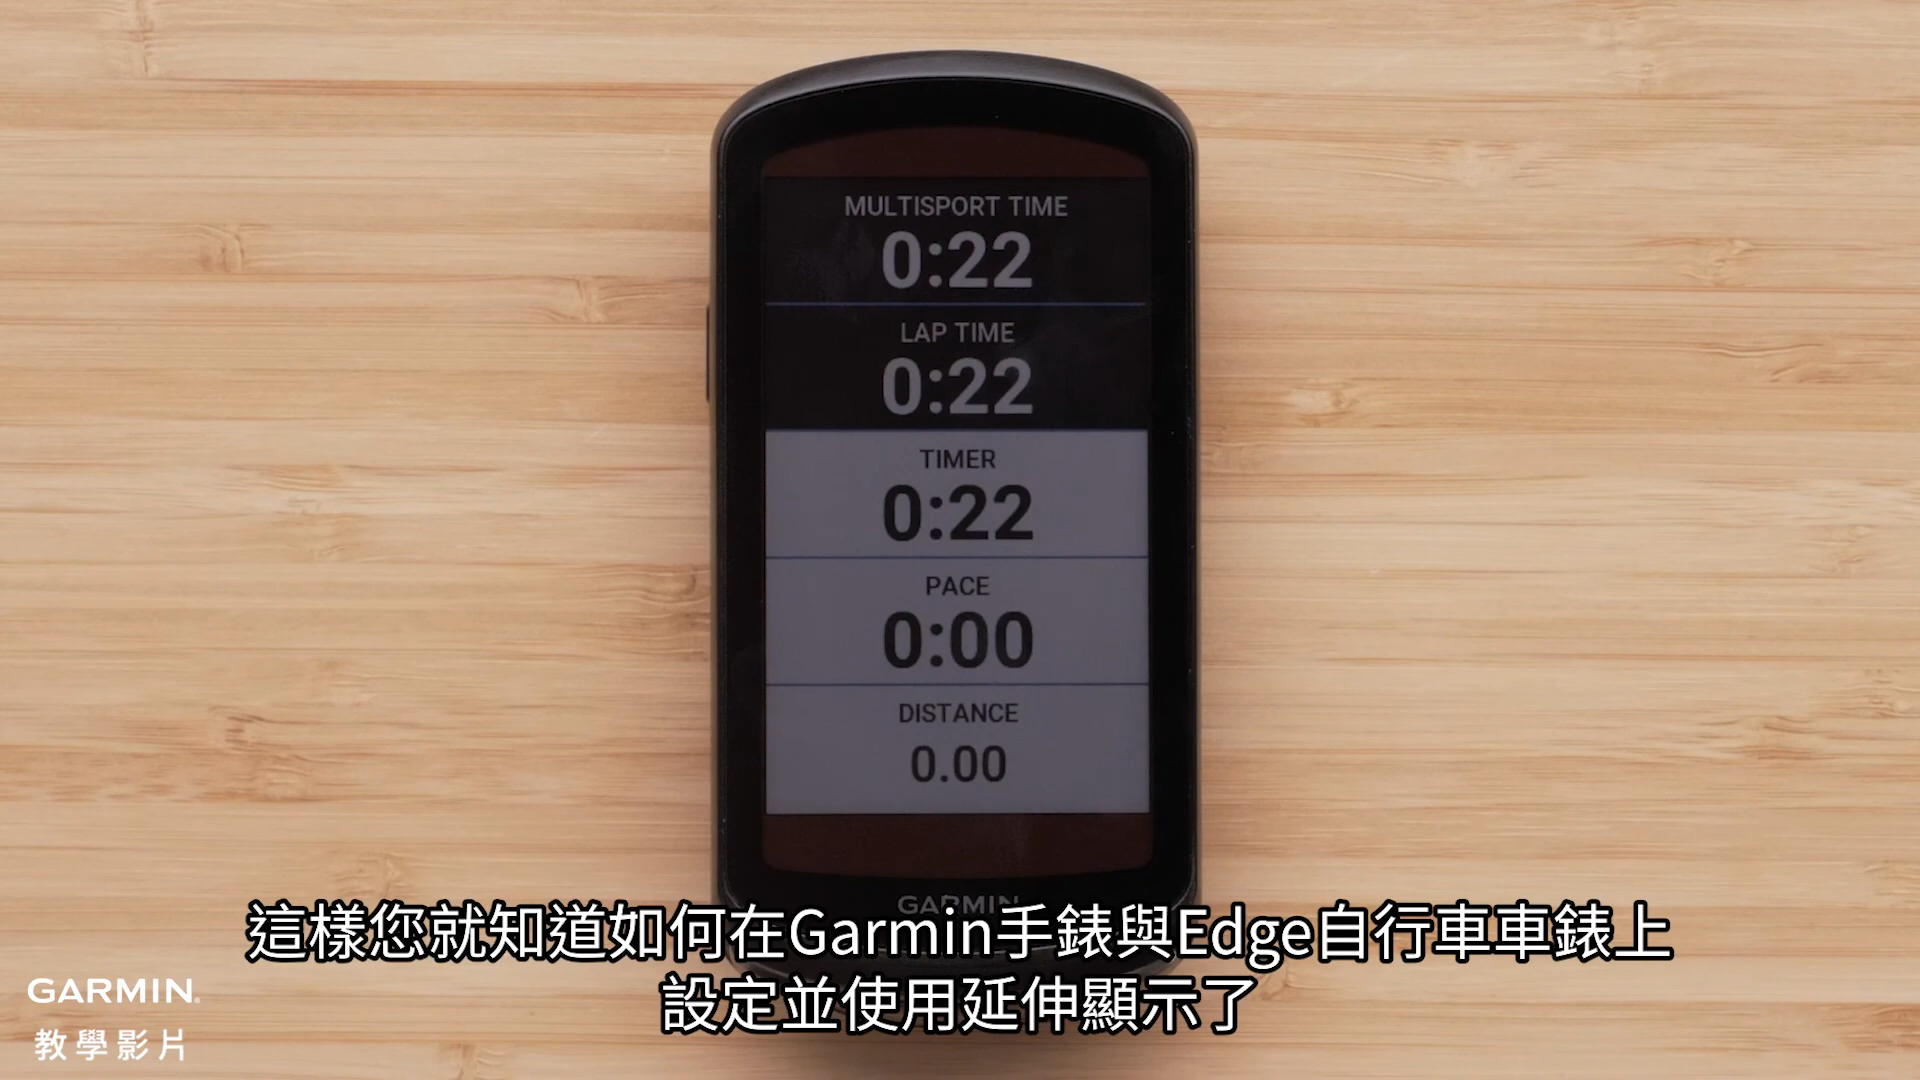 MULTISPORT TIME
0:22
LAP TIME
0:22
TIMER
0:22
PACE
0:00
DISTANCE
0.00
GARMIN
這樣您就知道如何在Garmin手錶與Edge自行車車錶上
設定並使用延伸顯示了
GARMIN
教學影片